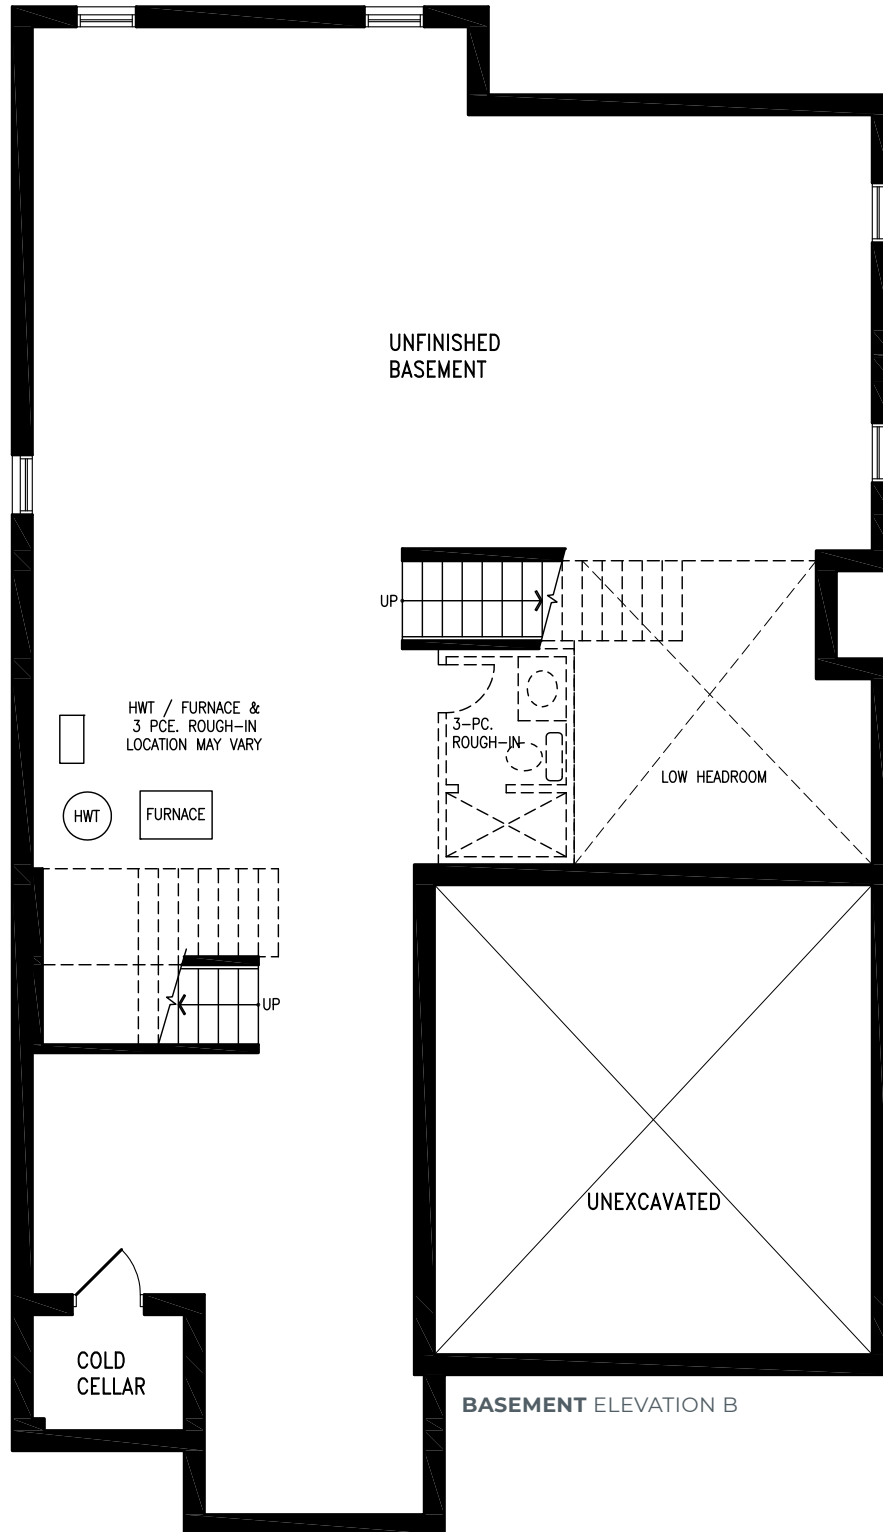 UNFINISHED
BASEMENT
UP
HWT / FURNACE &
3 PCE. ROUGH-IN
LOCATION MAY VARY
3-PC.
ROUGH-IN
LOW HEADROOM
HWT
FURNACE
UP
UNEXCAVATED
COLD
CELLAR
BASEMENT ELEVATION B